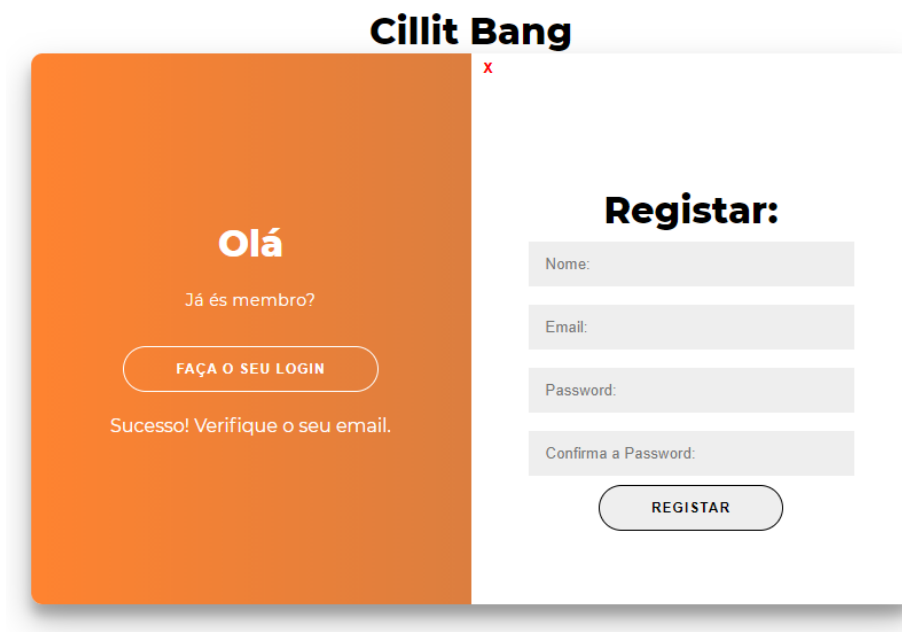 Cillit Bang
X
Olá
Já és membro?
FAÇA O SEU LOGIN
Sucesso! Verifique o seu email.
Registar:
Nome:
Email:
Password:
Confirma a Password:
REGISTAR